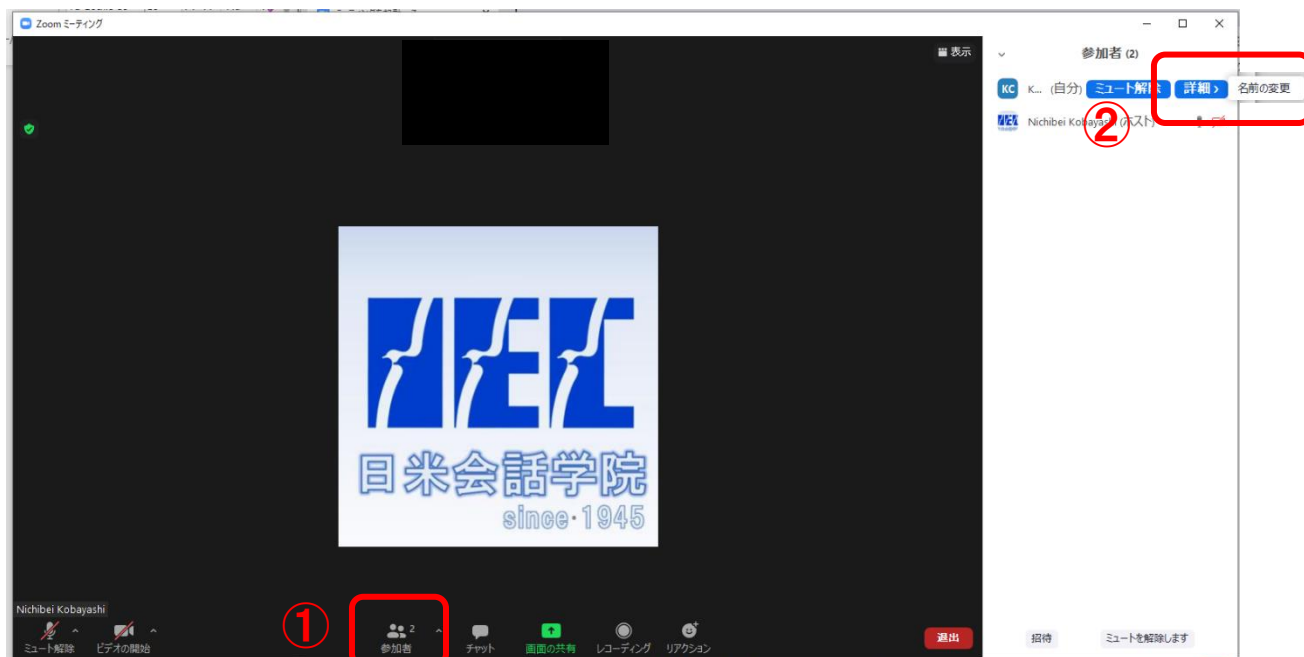 Zoom ミーティング
表示
参加者 (2)
KC K... (自分) ミュート解除 詳細 › 名前の変更
②
Nichibei Kobayashi (ホスト)
IEC
日米会話学院
since・1945
Nichibei Kobayashi
①
ミュート解除
ビデオの開始
2
参加者
チャット
画面の共有
レコーディング
リアクション
退出
招待
ミュートを解除します